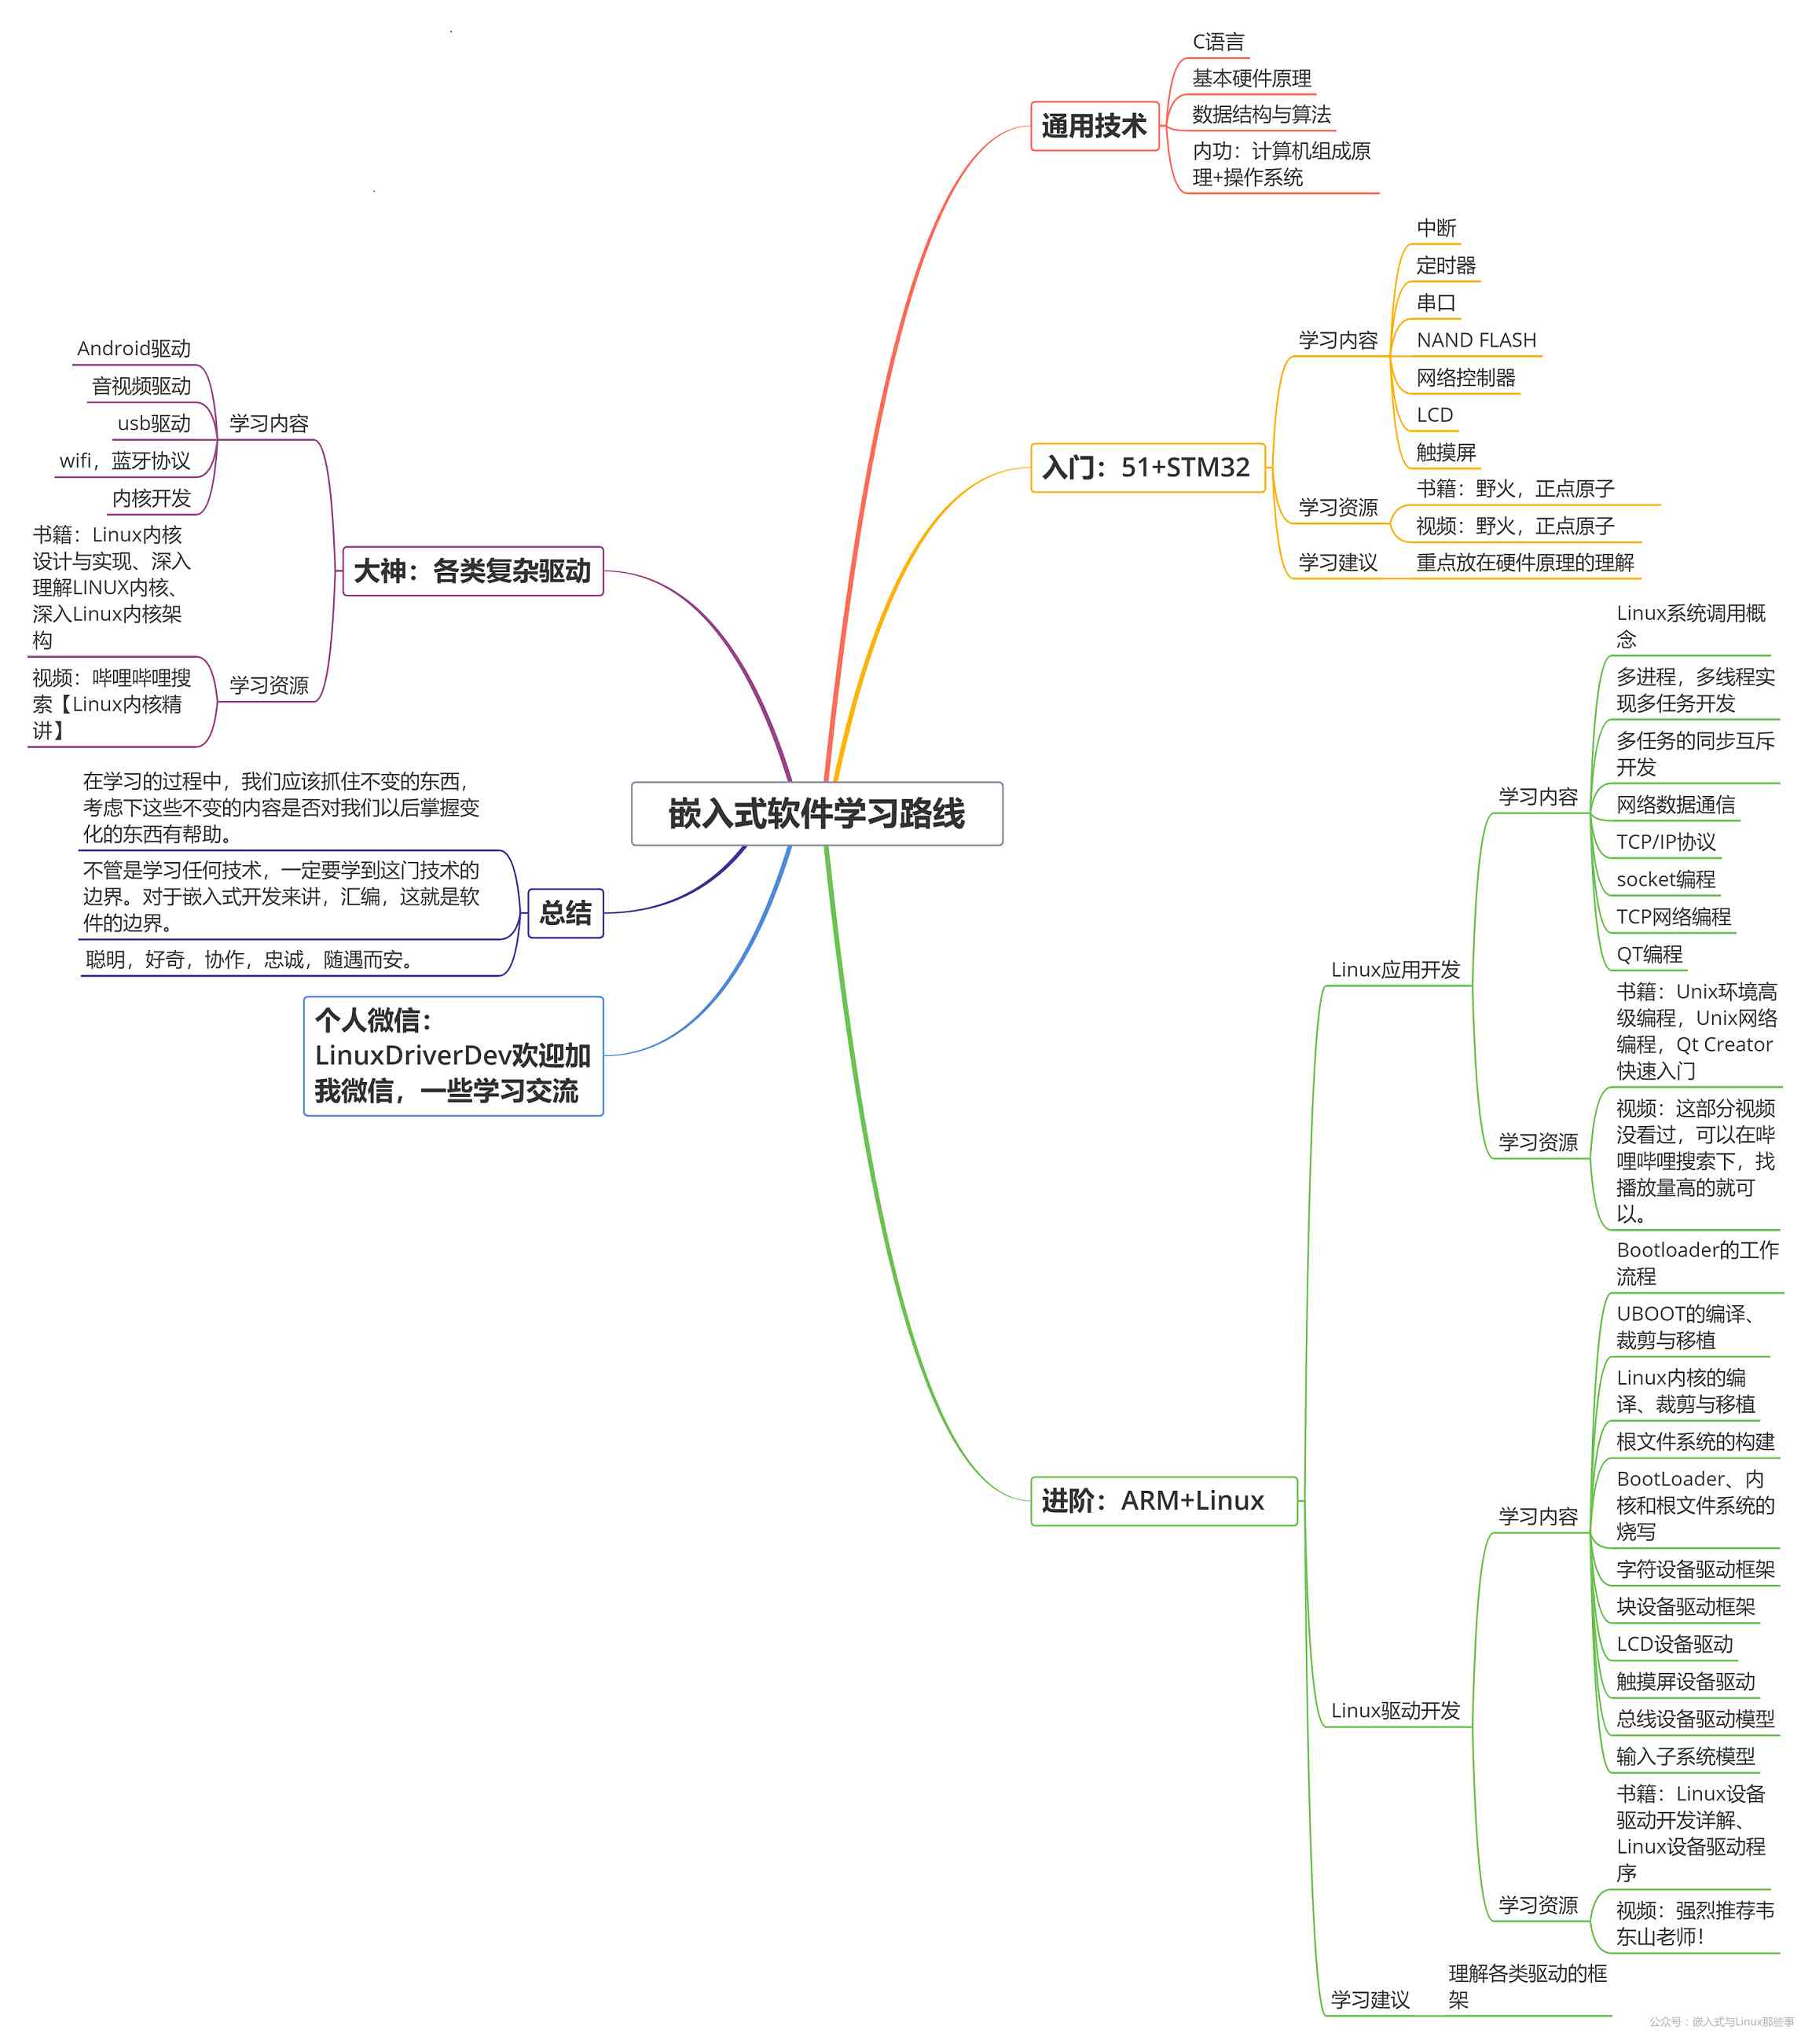 嵌入式软件学习路线
通用技术
C语言
基本硬件原理
数据结构与算法
内功：计算机组成原
理+操作系统
入门：51+STM32
学习内容
中断
定时器
串口
NAND FLASH
网络控制器
LCD
触摸屏
学习资源
书籍：野火，正点原子
视频：野火，正点原子
学习建议
重点放在硬件原理的理解
进阶：ARM+Linux
Linux应用开发
学习内容
Linux系统调用概
念
多进程，多线程实
现多任务开发
多任务的同步互斥
开发
网络数据通信
TCP/IP协议
socket编程
TCP网络编程
QT编程
学习资源
书籍：Unix环境高
级编程，Unix网络
编程，Qt Creator
快速入门
视频：这部分视频
没看过，可以在哔
哩哔哩搜索下，找
播放量高的就可
以。
Linux驱动开发
学习内容
Bootloader的工作
流程
UBOOT的编译、
裁剪与移植
Linux内核的编
译、裁剪与移植
根文件系统的构建
BootLoader、内
核和根文件系统的
烧写
字符设备驱动框架
块设备驱动框架
LCD设备驱动
触摸屏设备驱动
总线设备驱动模型
输入子系统模型
学习资源
书籍：Linux设备
驱动开发详解、
Linux设备驱动程
序
视频：强烈推荐韦
东山老师！
学习建议
理解各类驱动的框
架
大神：各类复杂驱动
学习内容
Android驱动
音视频驱动
usb驱动
wifi，蓝牙协议
内核开发
学习资源
书籍：Linux内核
设计与实现、深入
理解LINUX内核、
深入Linux内核架
构
视频：哔哩哔哩搜
索【Linux内核精
讲】
总结
在学习的过程中，我们应该抓住不变的东西，
考虑下这些不变的内容是否对我们以后掌握变
化的东西有帮助。
不管是学习任何技术，一定要学到这门技术的
边界。对于嵌入式开发来讲，汇编，这就是软
件的边界。
聪明，好奇，协作，忠诚，随遇而安。
个人微信：
LinuxDriverDev欢迎加
我微信，一些学习交流
公众号：嵌入式与Linux那些事